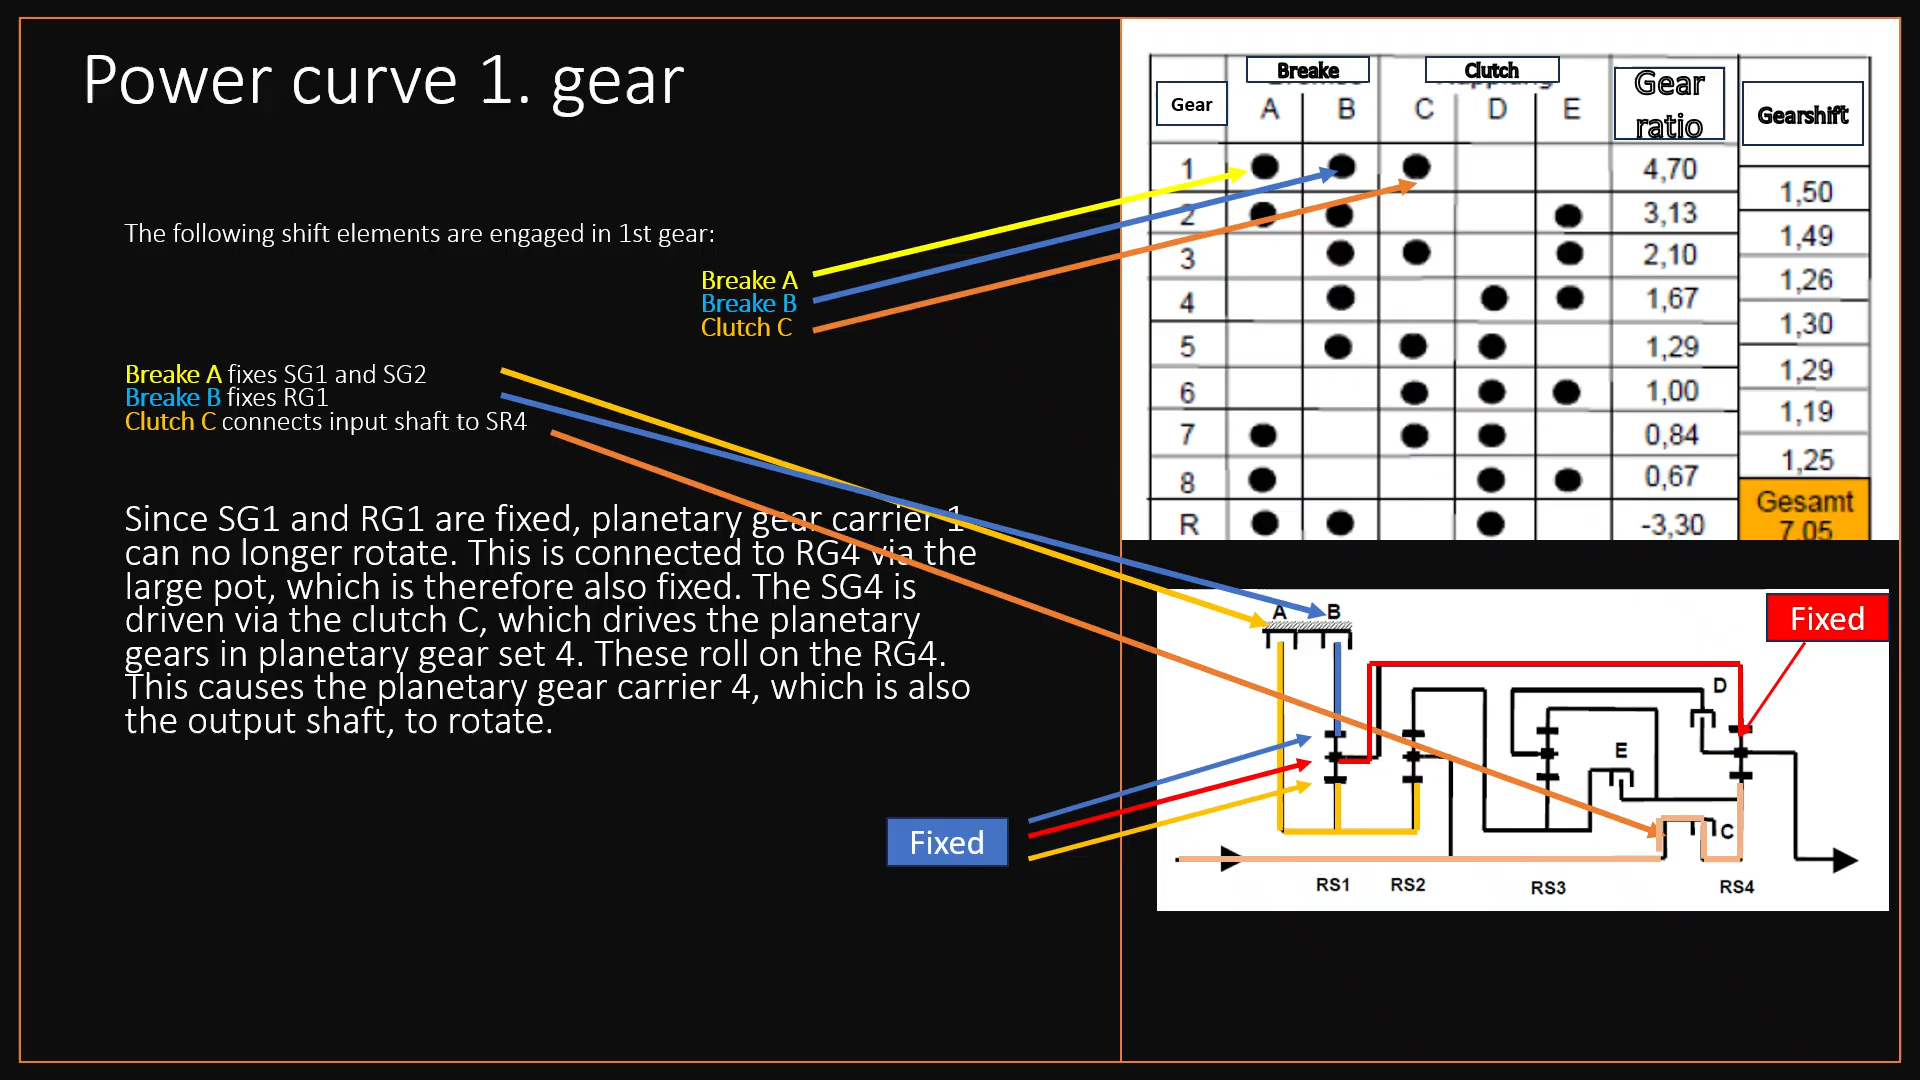 Power curve 1. gear
The following shift elements are engaged in 1st gear:
Breake A
Breake B
Clutch C
Breake A fixes SG1 and SG2
Breake B fixes RG1
Clutch C connects input shaft to SR4
Since SG1 and RG1 are fixed, planetary gear carrier 1
can no longer rotate. This is connected to RG4 via the
large pot, which is therefore also fixed. The SG4 is
driven via the clutch C, which drives the planetary
gears in planetary gear set 4. These roll on the RG4.
This causes the planetary gear carrier 4, which is also
the output shaft, to rotate.
Fixed
Breake Clutch
Gear A B C D E Gear ratio Gearshift
1 4,70
1,50
2 3,13
1,49
3 2,10
1,26
4 1,67
1,30
5 1,29
1,29
6 1,00
1,19
7 0,84
1,25
8 0,67
Gesamt
R -3,30 7,05
Fixed
A B
D
E
C
RS1 RS2 RS3 RS4